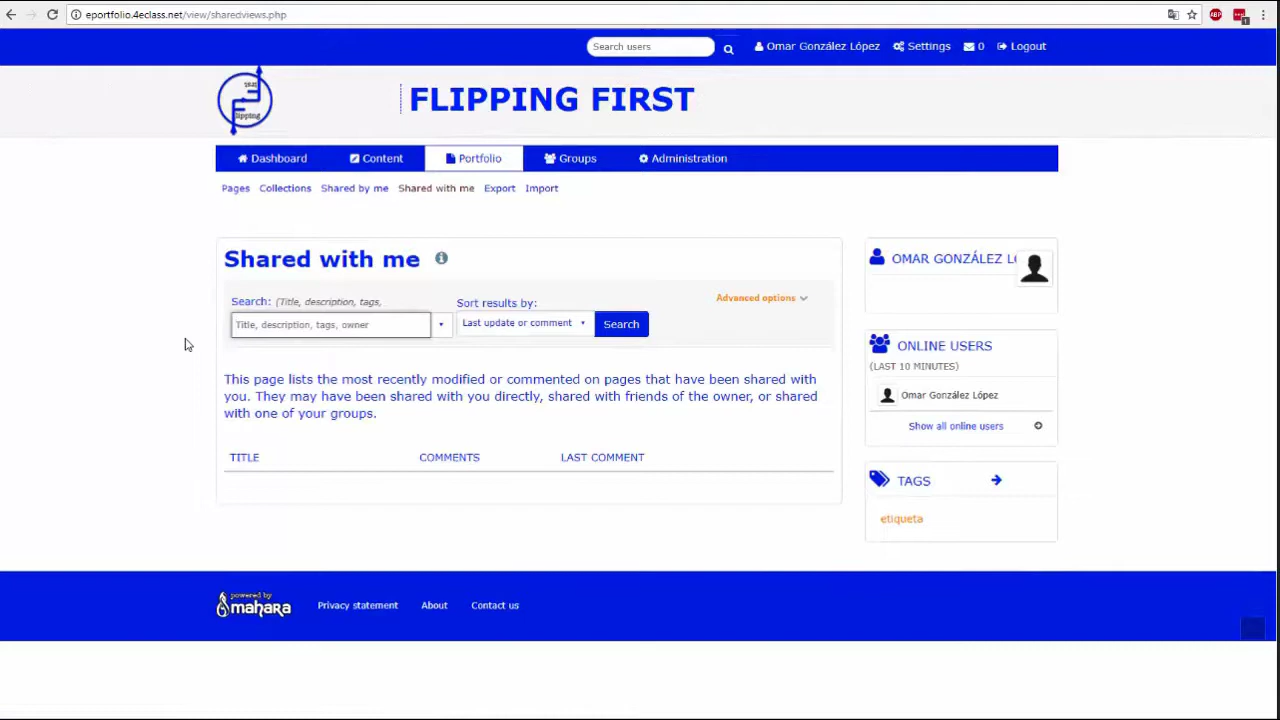 eportfolio.4eclass.net/view/sharedviews.php
ABP
Search users
Omar González López
Settings
0
Logout
first
flipping
FLIPPING FIRST
Dashboard
Content
Portfolio
Groups
Administration
Pages
Collections
Shared by me
Shared with me
Export
Import
Shared with me
Search: (Title, description, tags,
Sort results by:
Advanced options
Title, description, tags, owner
Last update or comment
Search
This page lists the most recently modified or commented on pages that have been shared with
you. They may have been shared with you directly, shared with friends of the owner, or shared
with one of your groups.
TITLE
COMMENTS
LAST COMMENT
OMAR GONZÁLEZ L
ONLINE USERS
(LAST 10 MINUTES)
Omar González López
Show all online users
TAGS
etiqueta
powered by
mahara
Privacy statement
About
Contact us